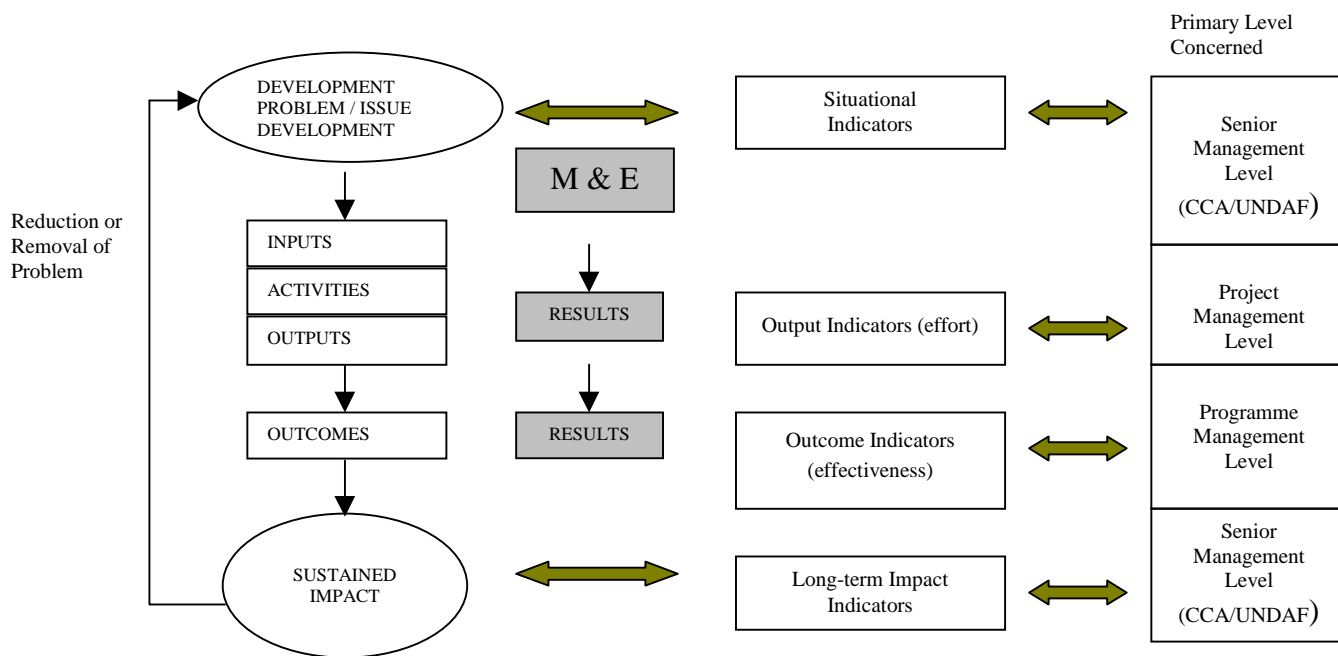 Primary Level
Concerned
DEVELOPMENT
PROBLEM / ISSUE
DEVELOPMENT
Situational
Indicators
Senior
Management
Level
(CCA/UNDAF)
M & E
Reduction or
Removal of
Problem
INPUTS
ACTIVITIES
OUTPUTS
RESULTS
Output Indicators (effort)
Project
Management
Level
OUTCOMES
RESULTS
Outcome Indicators
(effectiveness)
Programme
Management
Level
SUSTAINED
IMPACT
Long-term Impact
Indicators
Senior
Management
Level
(CCA/UNDAF)